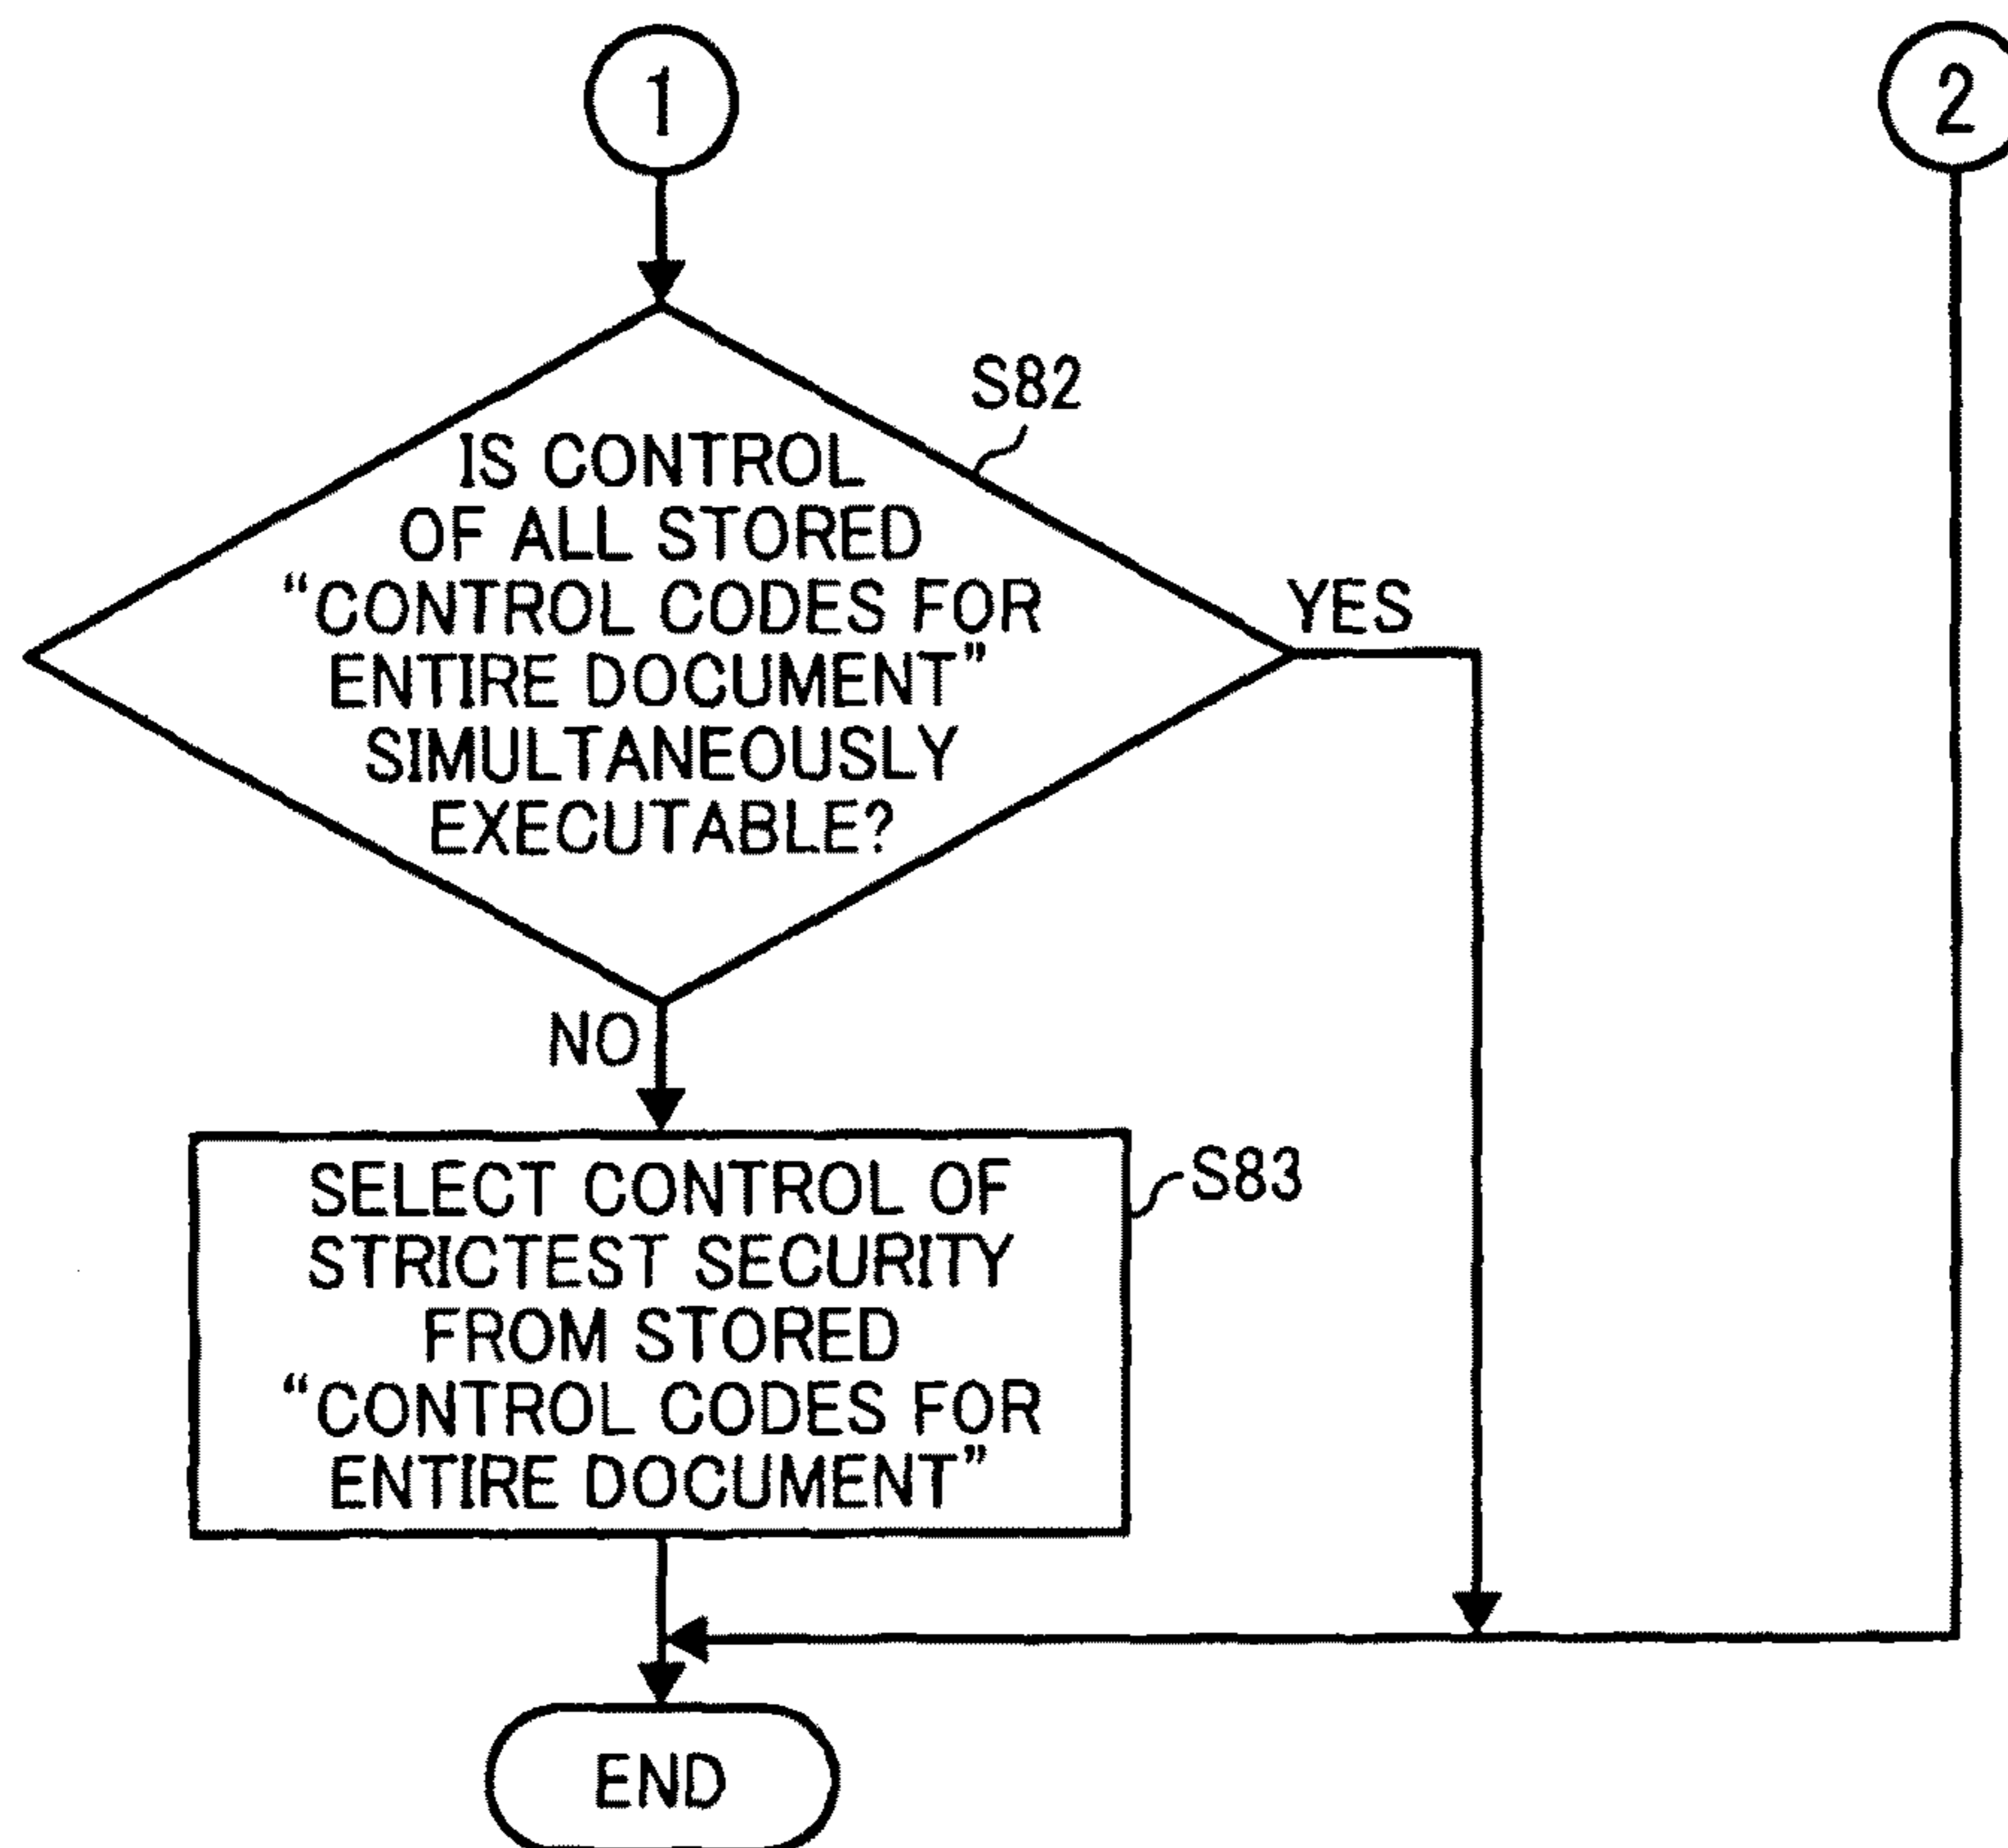 1
2
S82
IS CONTROL
OF ALL STORED
“CONTROL CODES FOR
ENTIRE DOCUMENT”
SIMULTANEOUSLY
EXECUTABLE?
YES
NO
S83
SELECT CONTROL OF
STRICTEST SECURITY
FROM STORED
“CONTROL CODES FOR
ENTIRE DOCUMENT”
END